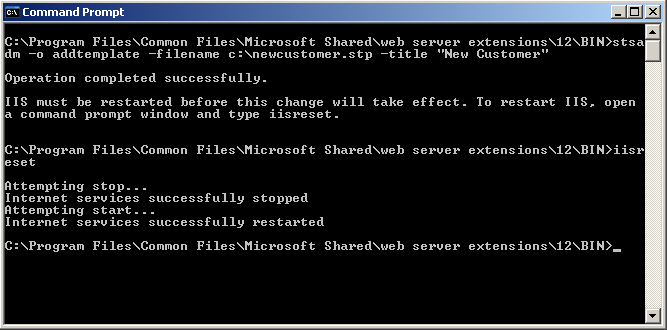 Command Prompt
C:\Program Files\Common Files\Microsoft Shared\web server extensions\12\BIN>stsa
dm -o addtemplate -filename c:\newcustomer.stp -title "New Customer"
Operation completed successfully.
IIS must be restarted before this change will take effect. To restart IIS, open
a command prompt window and type iisreset.
C:\Program Files\Common Files\Microsoft Shared\web server extensions\12\BIN>iisr
eset
Attempting stop...
Internet services successfully stopped
Attempting start...
Internet services successfully restarted
C:\Program Files\Common Files\Microsoft Shared\web server extensions\12\BIN>_